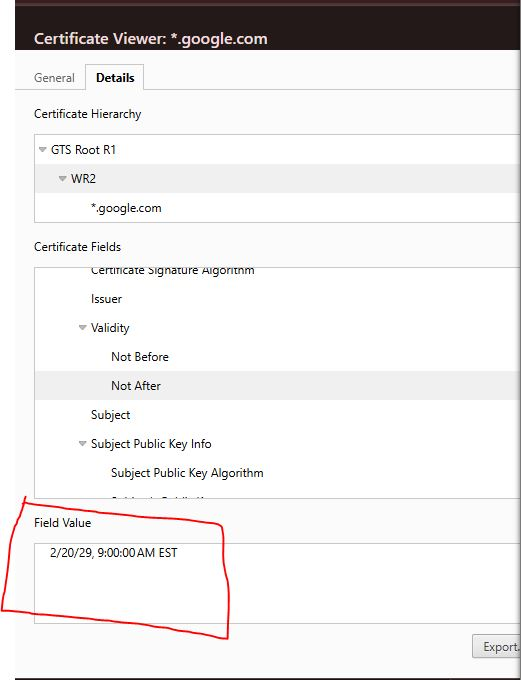 Certificate Viewer: *.google.com
General Details
Certificate Hierarchy
GTS Root R1
WR2
*.google.com
Certificate Fields
Certificate Signature Algorithm
Issuer
Validity
Not Before
Not After
Subject
Subject Public Key Info
Subject Public Key Algorithm
Field Value
2/20/29, 9:00:00 AM EST
Export.